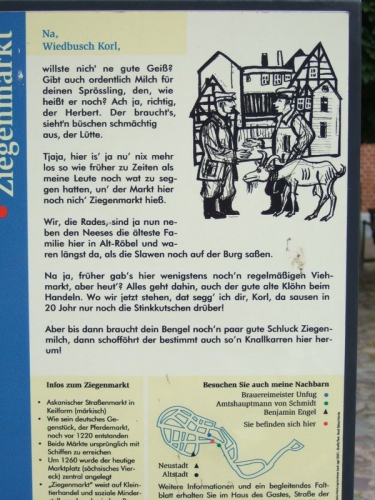 Ziegenmarkt
Na,
Wiedbusch Korl,
willste nich' ne gute Geiß?
Gibt auch ordentlich Milch für
deinen Sprössling, den, wie
heißt er noch? Ach ja, richtig,
der Herbert. Der braucht's,
sieht'n büschen schmächtig
aus, der Lütte.
Tjaja, hier is' ja nu' nix mehr
los so wie früher zu Zeiten als
meine Leute noch wat zu seg-
gen hatten, un' der Markt hier
noch nich' Ziegenmarkt hieß.
Wir, die Rades, sind ja nun ne-
ben den Neeses die älteste Fa-
milie hier in Alt-Röbel und wa-
ren längst da, als die Slawen noch auf der Burg saßen.
Na ja, früher gab's hier wenigstens noch'n regelmäßigen Vieh-
markt, aber heut'? Alles geht dahin, auch der gute alte Klöhn beim
Handeln. Wo wir jetzt stehen, dat segg' ich dir, Korl, da sausen in
20 Jahr nur noch die Stinkkutschen drüber!
Aber bis dann braucht dein Bengel noch'n paar gute Schluck Ziegen-
milch, dann schofföhrt der bestimmt auch so'n Knallkarren hier her-
um!
Infos zum Ziegenmarkt
• Askanischer Straßenmarkt in
Keilform (märkisch)
• Wie sein deutsches Ge-
genstück, der Pferdemarkt,
noch vor 1220 entstanden
• Beide Märkte ursprünglich mit
Schiffen zu erreichen
• Um 1260 wurde der heutige
Marktplatz (sächsisches Vier-
eck) zentral angelegt
• „Ziegenmarkt" weist auf Klein-
tierhandel und soziale Minder-
Besuchen Sie auch meine Nachbarn
Brauereimeister Unfug
Amtshauptmann von Schmidt
Benjamin Engel
Sie befinden sich hier
Neustadt
Altstadt
Weitere Informationen und ein begleitendes Falt-
blatt erhalten Sie im Haus des Gastes, Straße der